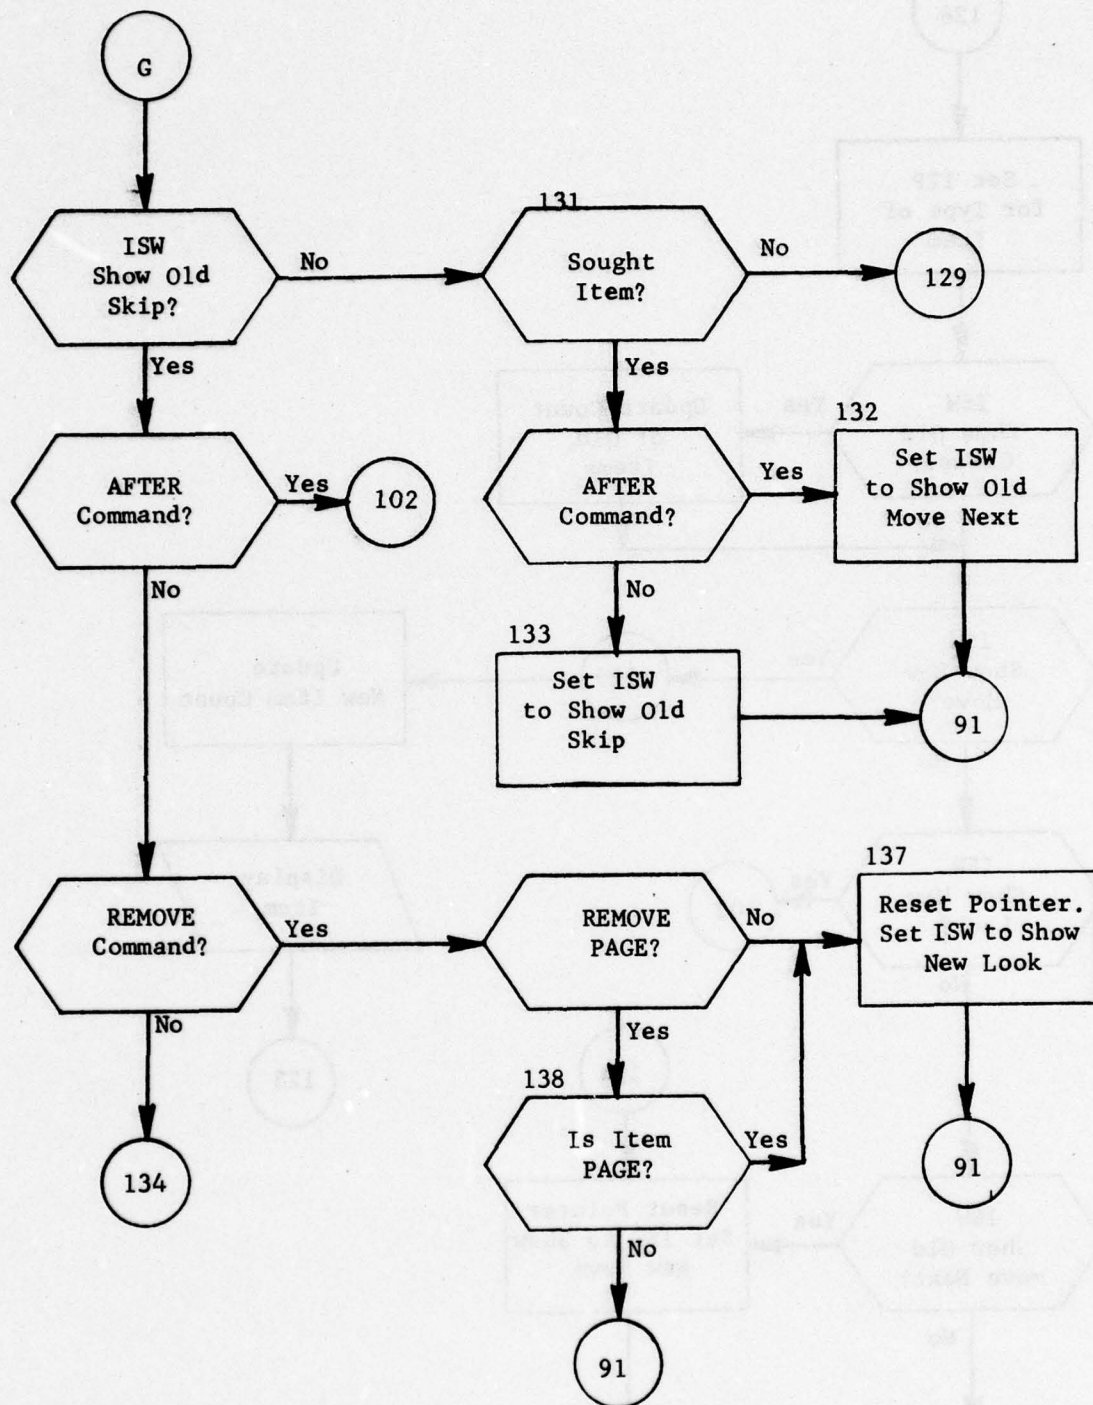 G
ISW
Show Old
Skip?
No
Yes
131
Sought
Item?
No
129
Yes
AFTER
Command?
Yes
102
No
AFTER
Command?
Yes
132
Set ISW
to Show Old
Move Next
No
133
Set ISW
to Show Old
Skip
91
REMOVE
Command?
Yes
No
134
REMOVE
PAGE?
No
Yes
137
Reset Pointer.
Set ISW to Show
New Look
138
Is Item
PAGE?
Yes
No
91
91